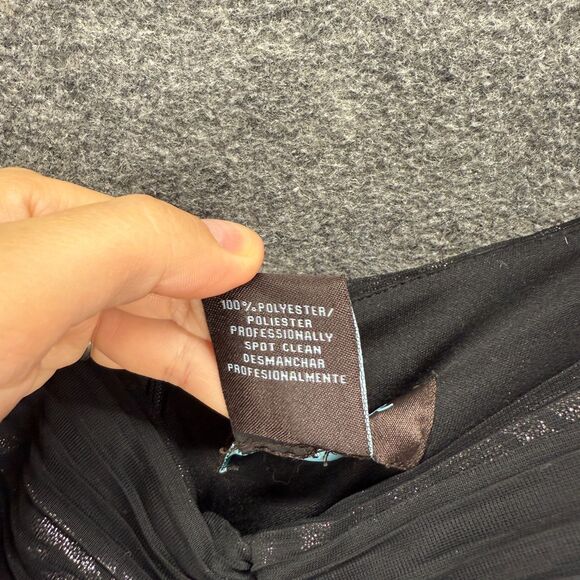 100% POLYESTER/
POLIESTER
PROFESSIONALLY
SPOT CLEAN
DESMANCHAR
PROFESIONALMENTE